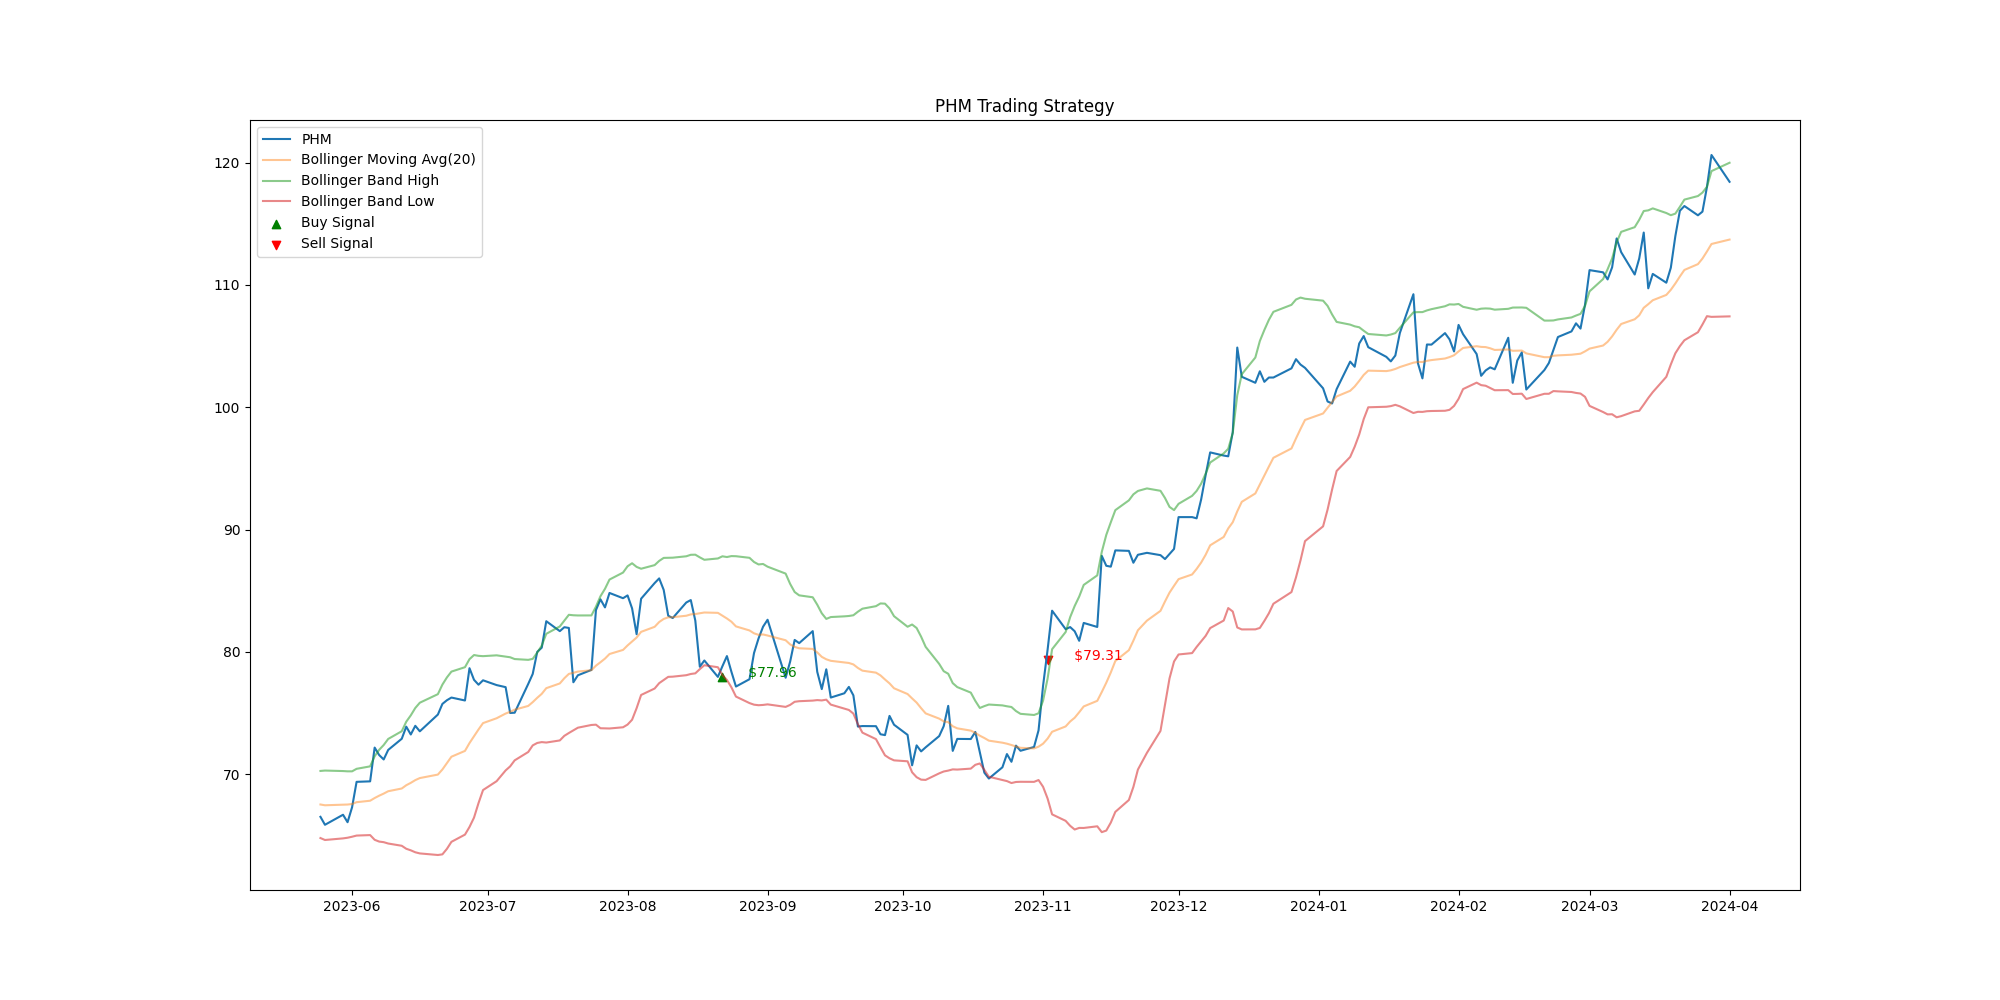 PHM Trading Strategy
PHM
Bollinger Moving Avg(20)
Bollinger Band High
Bollinger Band Low
Buy Signal
Sell Signal
120
110
100
90
80
70
$77.96
$79.31
2023-06 2023-07 2023-08 2023-09 2023-10 2023-11 2023-12 2024-01 2024-02 2024-03 2024-04